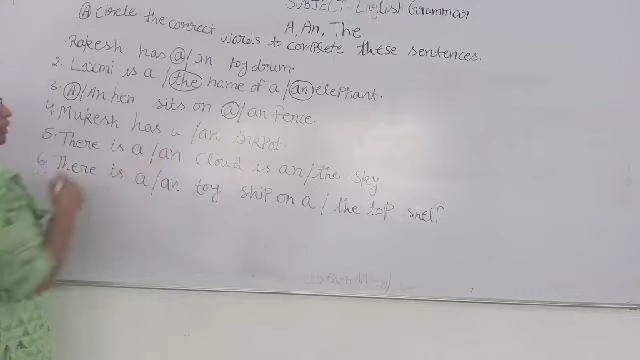 Subject:- English Grammar
(A) Circle the correct words to complete these sentences.
A, An, The
Rakesh has a/an toy drum.
2. Laxmi is a/the name of a/an elephant.
3. A/An hen sits on a/an fence
4. Mukesh has a/an inkpot.
5. There is a/an cloud is an/the sky
6. There is a/an toy ship on a/the top shelf